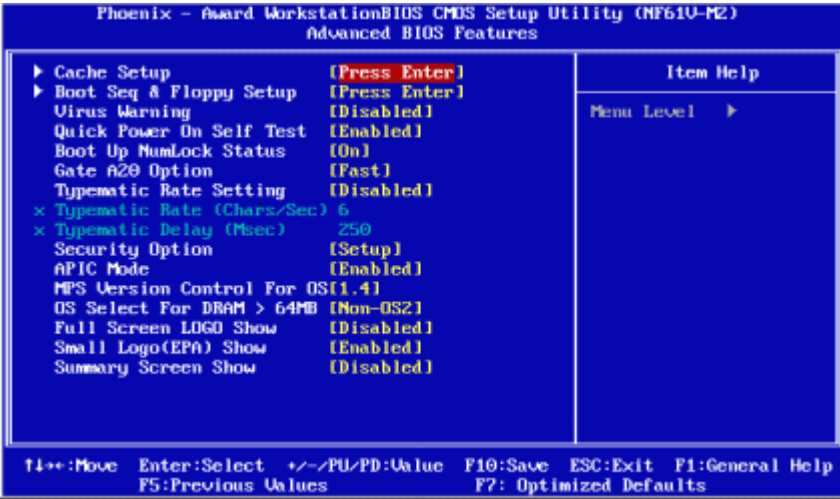 Phoenix - Award WorkstationBIOS CMOS Setup Utility (NF61V-M2)
Advanced BIOS Features
Cache Setup [Press Enter]
Boot Seq & Floppy Setup [Press Enter]
Virus Warning [Disabled]
Quick Power On Self Test [Enabled]
Boot Up NumLock Status [On]
Gate A20 Option [Fast]
Typematic Rate Setting [Disabled]
x Typematic Rate (Chars/Sec) 6
x Typematic Delay (Msec) 250
Security Option [Setup]
APIC Mode [Enabled]
MPS Version Control For OS[1.4]
OS Select For DRAM > 64MB [Non-OS2]
Full Screen LOGO Show [Disabled]
Small Logo(EPA) Show [Enabled]
Summary Screen Show [Disabled]
Item Help
Menu Level
↑↓→←:Move Enter:Select +/-/PU/PD:Value F10:Save ESC:Exit F1:General Help
F5:Previous Values F7: Optimized Defaults